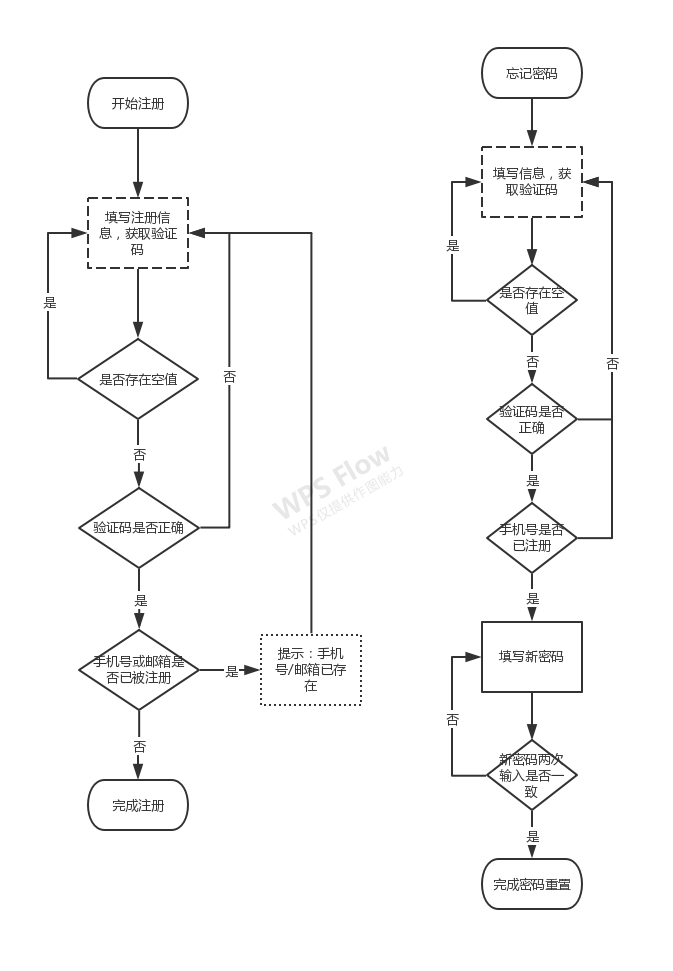 开始注册
填写注册信
息，获取验证
码
是
是否存在空值
否
否
验证码是否正确
是
手机号或邮箱是
否已被注册
是
提示：手机
号/邮箱已存
在
否
完成注册
WPS Flow
WPS仅提供作图能力
忘记密码
填写信息，获
取验证码
是
是否存在空
值
否
否
验证码是否
正确
是
手机号是否
已注册
是
填写新密码
否
新密码两次
输入是否一
致
是
完成密码重置